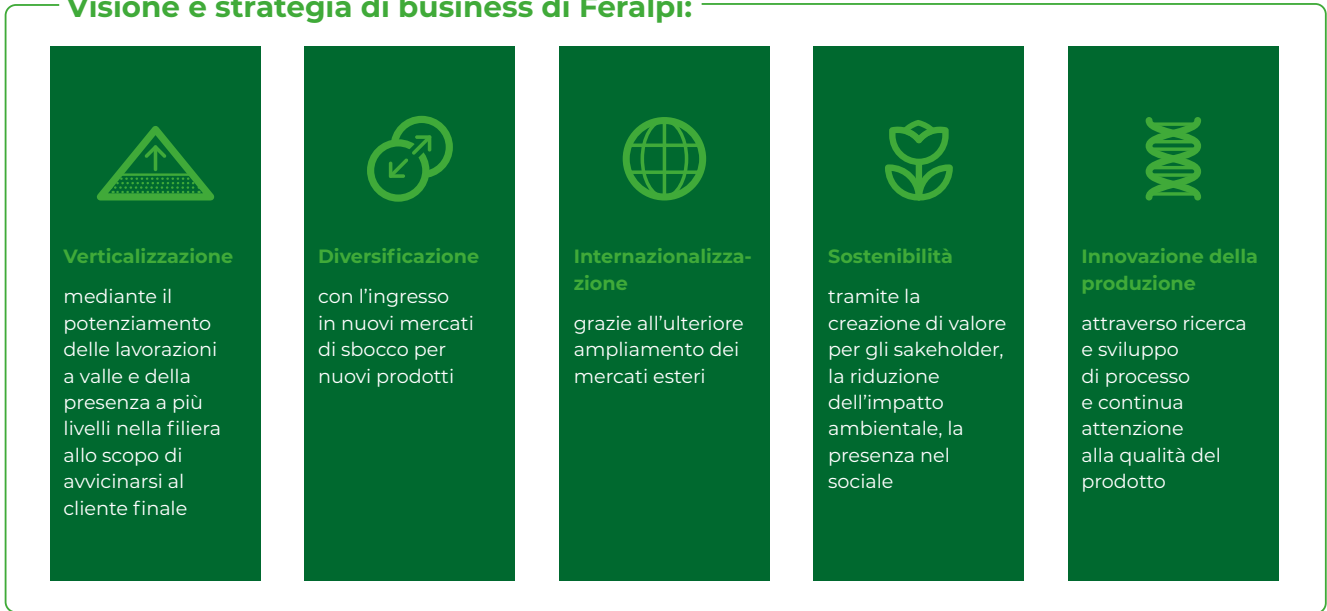 Visione e strategia di business di Feralpi:
Verticalizzazione
mediante il
potenziamento
delle lavorazioni
a valle e della
presenza a più
livelli nella filiera
allo scopo di
avvicinarsi al
cliente finale
Diversificazione
con l’ingresso
in nuovi mercati
di sbocco per
nuovi prodotti
Internazionalizza-
zione
grazie all’ulteriore
ampliamento dei
mercati esteri
Sostenibilità
tramite la
creazione di valore
per gli sakeholder,
la riduzione
dell’impatto
ambientale, la
presenza nel
sociale
Innovazione della
produzione
attraverso ricerca
e sviluppo
di processo
e continua
attenzione
alla qualità del
prodotto